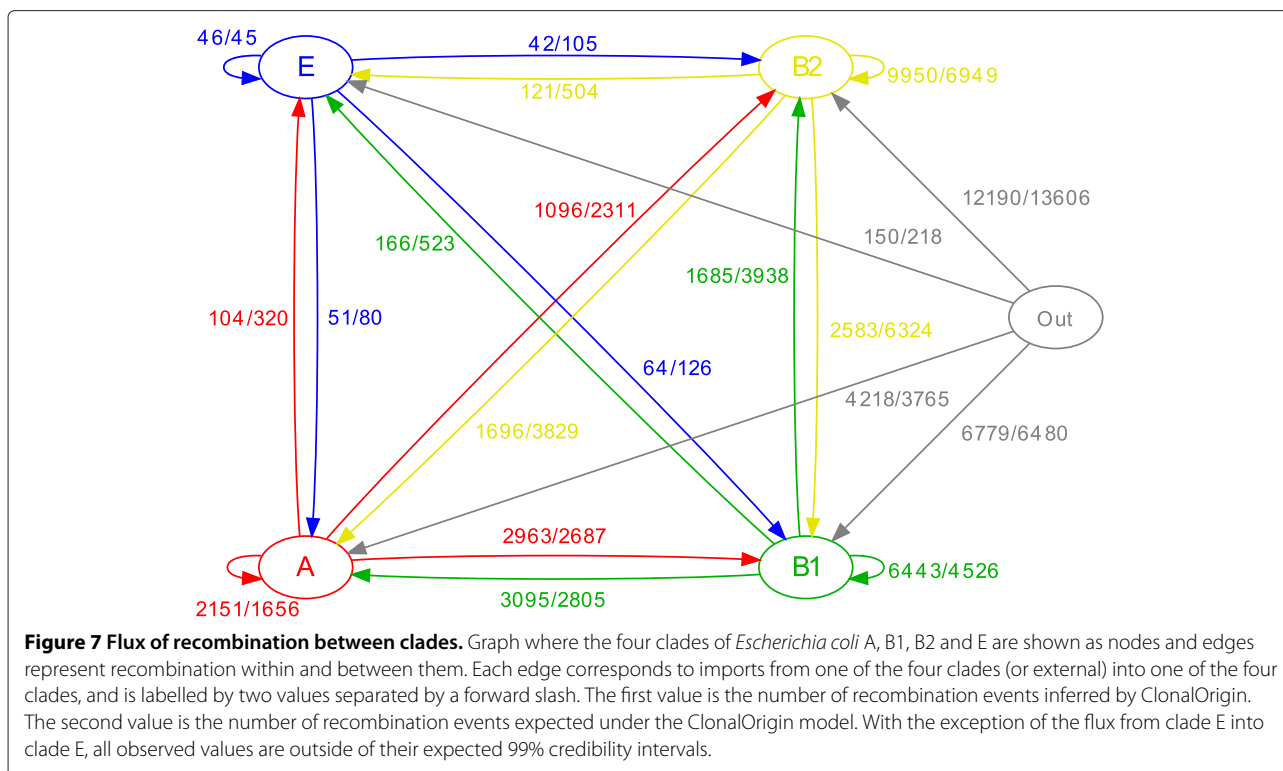 46/45
42/105
E
B2
9950/6949
121/504
12190/13606
1096/2311
150/218
166/523
1685/3938
104/320
51/80
Out
2583/6324
64/126
4218/3765
1696/3829
6779/6480
2963/2687
A
B1
6443/4526
3095/2805
2151/1656
Figure 7 Flux of recombination between clades. Graph where the four clades of Escherichia coli A, B1, B2 and E are shown as nodes and edges
represent recombination within and between them. Each edge corresponds to imports from one of the four clades (or external) into one of the four
clades, and is labelled by two values separated by a forward slash. The first value is the number of recombination events inferred by ClonalOrigin.
The second value is the number of recombination events expected under the ClonalOrigin model. With the exception of the flux from clade E into
clade E, all observed values are outside of their expected 99% credibility intervals.